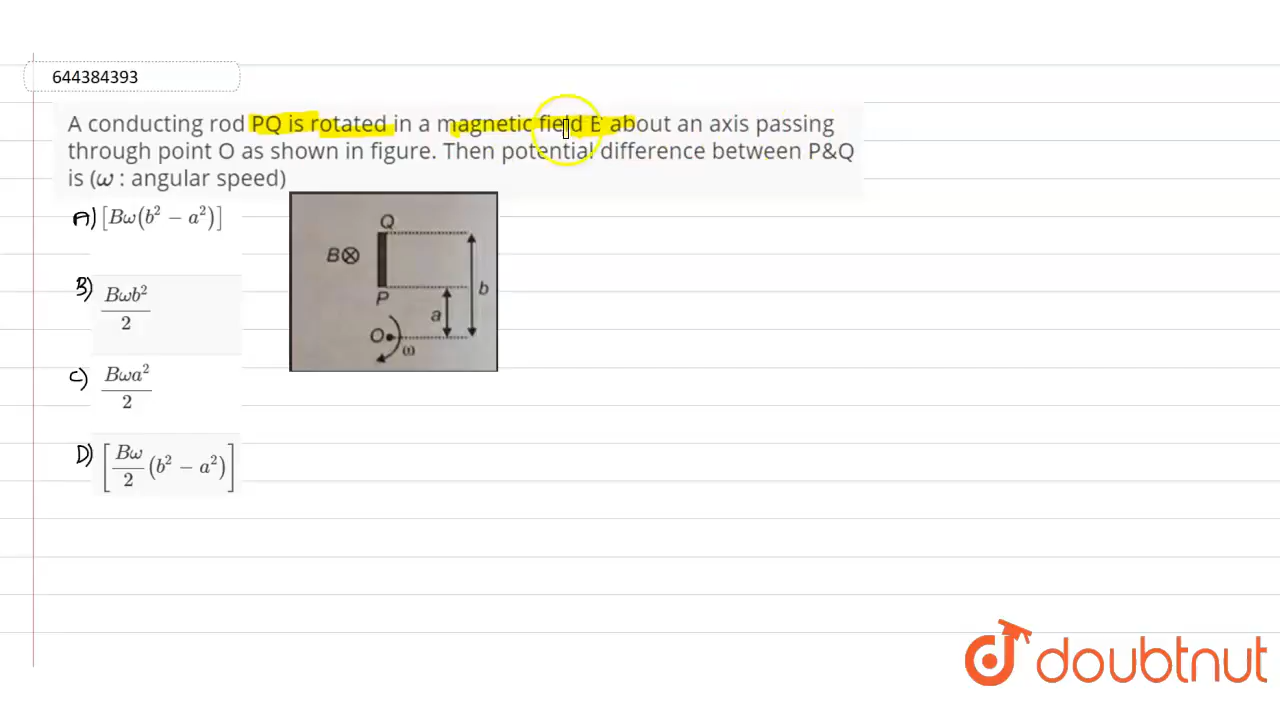 644384393
A conducting rod PQ is rotated in a magnetic field B about an axis passing
through point O as shown in figure. Then potential difference between P&Q
is (ω : angular speed)
A) [Bω(b² − a²)]
B) Bωb²/2
C) Bωa²/2
D) [Bω/2 (b² − a²)]
Q
B⊗
P
b
a
O
ω
doubtnut